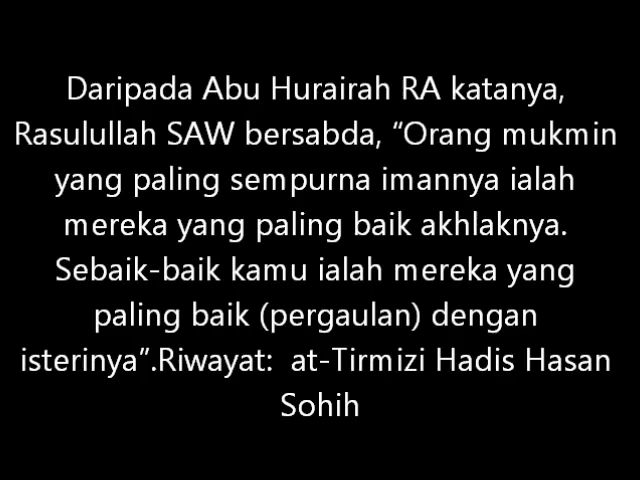 Daripada Abu Hurairah RA katanya,
Rasulullah SAW bersabda, “Orang mukmin
yang paling sempurna imannya ialah
mereka yang paling baik akhlaknya.
Sebaik-baik kamu ialah mereka yang
paling baik (pergaulan) dengan
isterinya”.Riwayat:  at-Tirmizi Hadis Hasan
Sohih